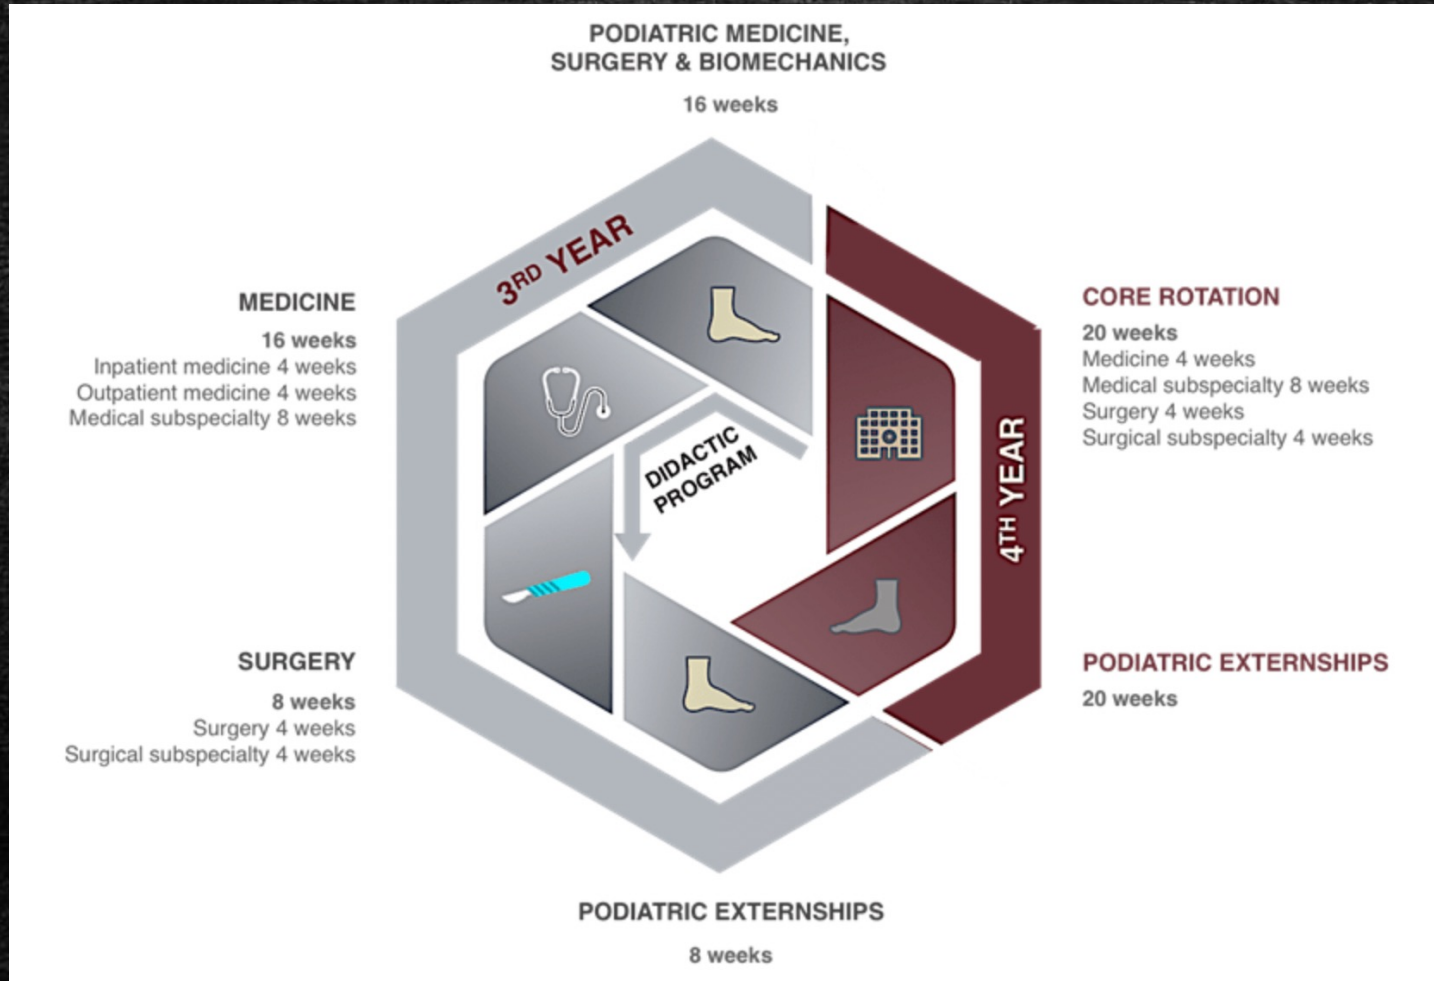 PODIATRIC MEDICINE,
SURGERY & BIOMECHANICS
16 weeks
3RD YEAR
MEDICINE
16 weeks
Inpatient medicine 4 weeks
Outpatient medicine 4 weeks
Medical subspecialty 8 weeks
CORE ROTATION
20 weeks
Medicine 4 weeks
Medical subspecialty 8 weeks
Surgery 4 weeks
Surgical subspecialty 4 weeks
DIDACTIC
PROGRAM
4TH YEAR
SURGERY
8 weeks
Surgery 4 weeks
Surgical subspecialty 4 weeks
PODIATRIC EXTERNSHIPS
20 weeks
PODIATRIC EXTERNSHIPS
8 weeks